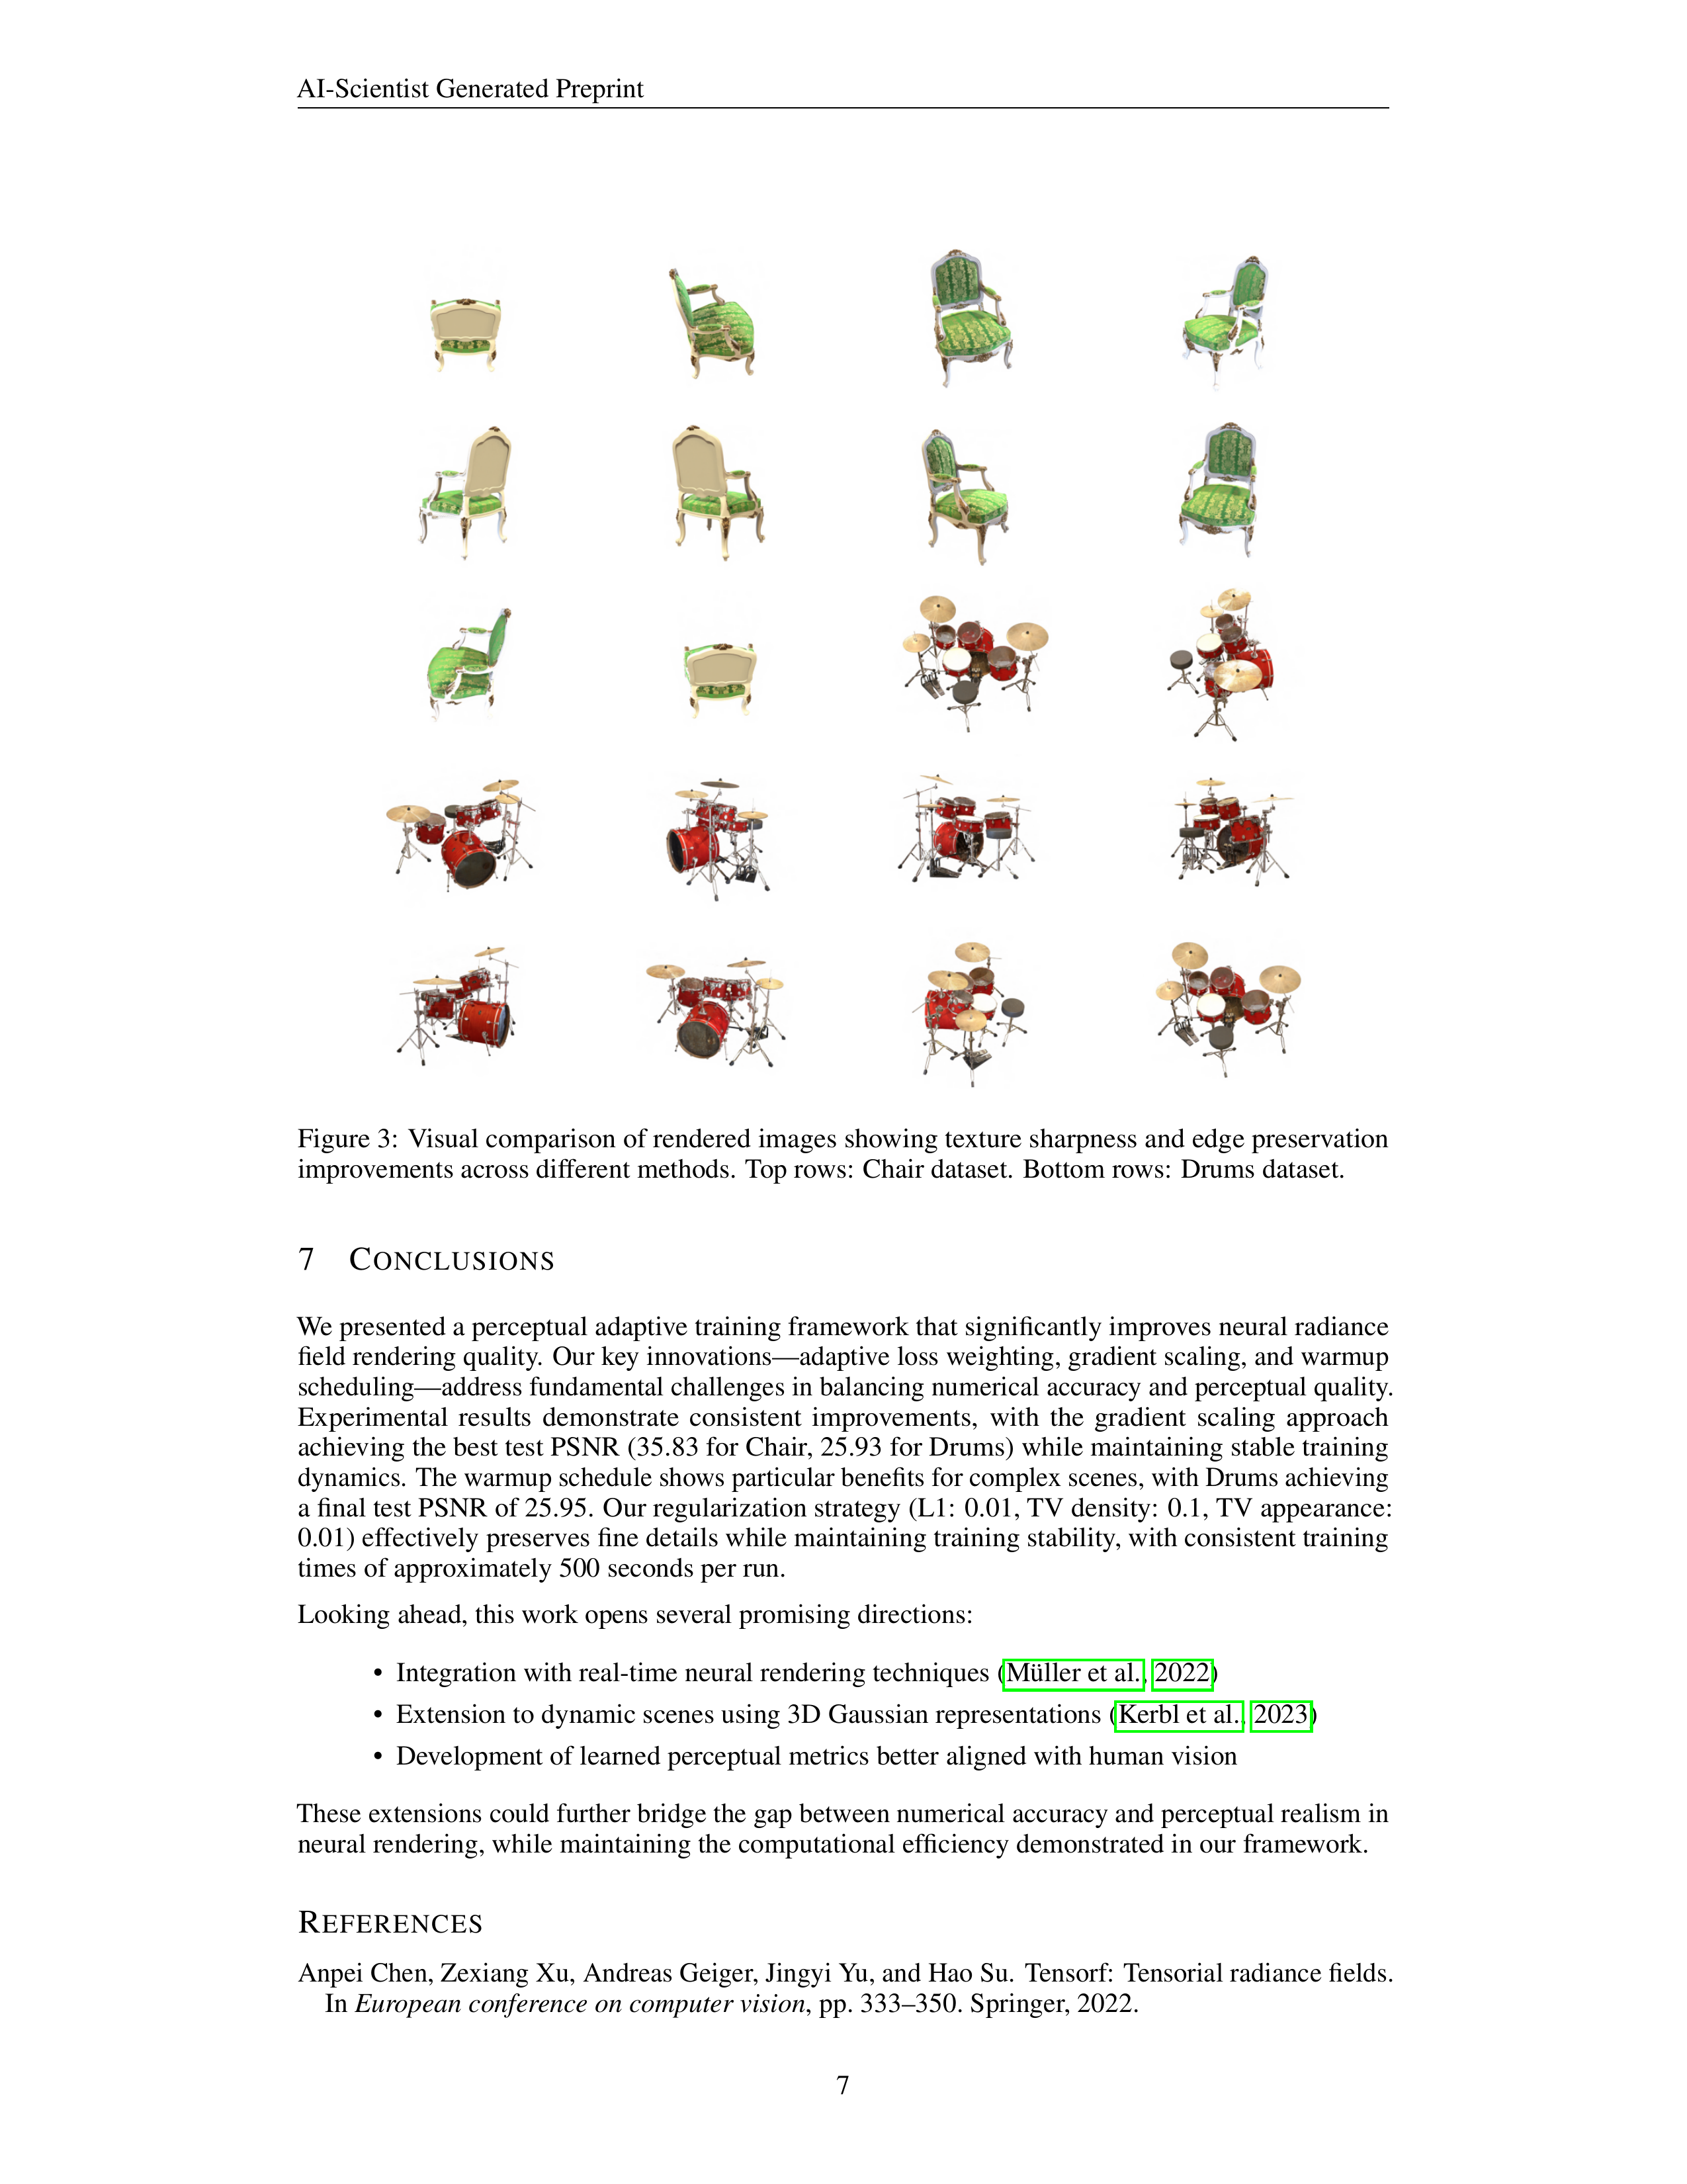 AI-Scientist Generated Preprint
Figure 3: Visual comparison of rendered images showing texture sharpness and edge preservation
improvements across different methods. Top rows: Chair dataset. Bottom rows: Drums dataset.
7 CONCLUSIONS
We presented a perceptual adaptive training framework that significantly improves neural radiance
field rendering quality. Our key innovations—adaptive loss weighting, gradient scaling, and warmup
scheduling—address fundamental challenges in balancing numerical accuracy and perceptual quality.
Experimental results demonstrate consistent improvements, with the gradient scaling approach
achieving the best test PSNR (35.83 for Chair, 25.93 for Drums) while maintaining stable training
dynamics. The warmup schedule shows particular benefits for complex scenes, with Drums achieving
a final test PSNR of 25.95. Our regularization strategy (L1: 0.01, TV density: 0.1, TV appearance:
0.01) effectively preserves fine details while maintaining training stability, with consistent training
times of approximately 500 seconds per run.
Looking ahead, this work opens several promising directions:
• Integration with real-time neural rendering techniques (Müller et al., 2022)
• Extension to dynamic scenes using 3D Gaussian representations (Kerbl et al., 2023)
• Development of learned perceptual metrics better aligned with human vision
These extensions could further bridge the gap between numerical accuracy and perceptual realism in
neural rendering, while maintaining the computational efficiency demonstrated in our framework.
REFERENCES
Anpei Chen, Zexiang Xu, Andreas Geiger, Jingyi Yu, and Hao Su. Tensorf: Tensorial radiance fields.
In European conference on computer vision, pp. 333–350. Springer, 2022.
7